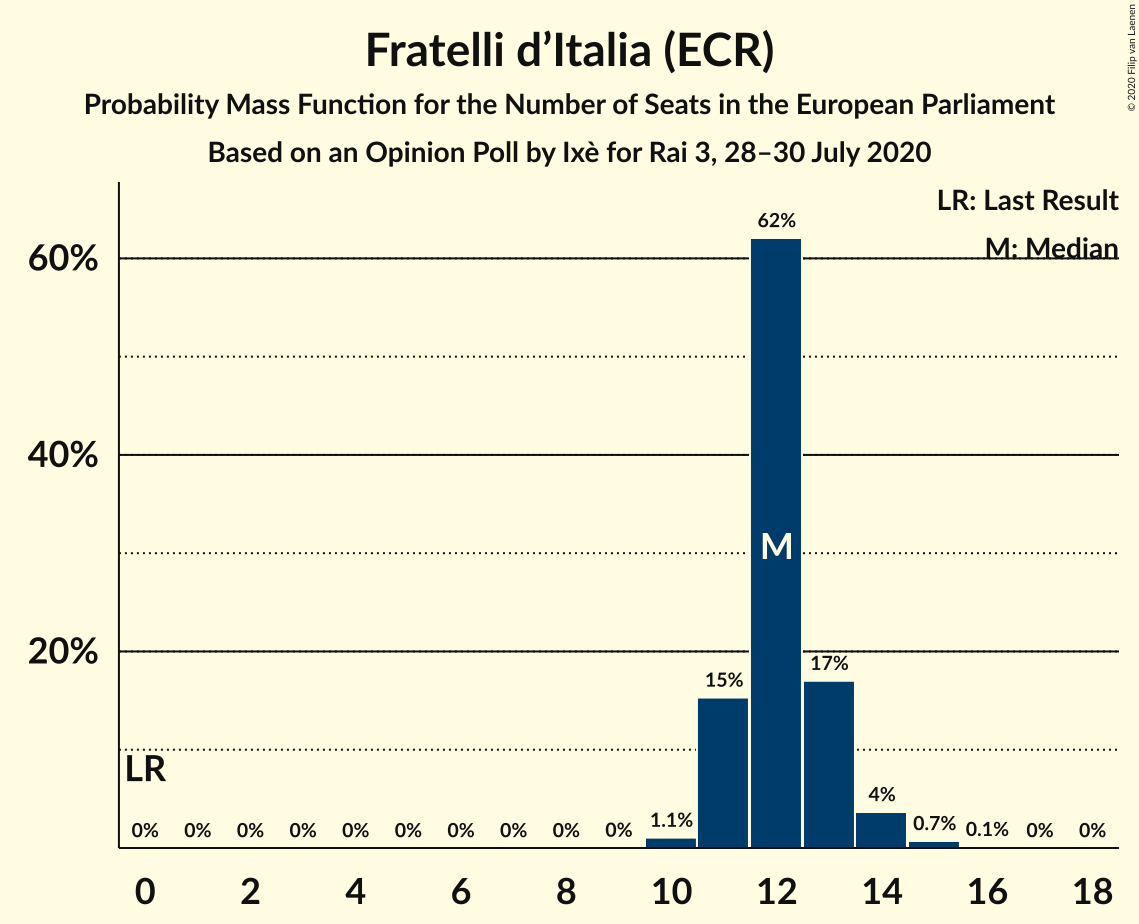 Fratelli d’Italia (ECR)
Probability Mass Function for the Number of Seats in the European Parliament
Based on an Opinion Poll by Ixè for Rai 3, 28–30 July 2020
© 2020 Filip van Laenen
LR: Last Result
M: Median
62%
60%
40%
M
20%
17%
15%
LR
4%
0% 0% 0% 0% 0% 0% 0% 0% 0% 0% 1.1% 0.7% 0.1% 0% 0%
0 2 4 6 8 10 12 14 16 18